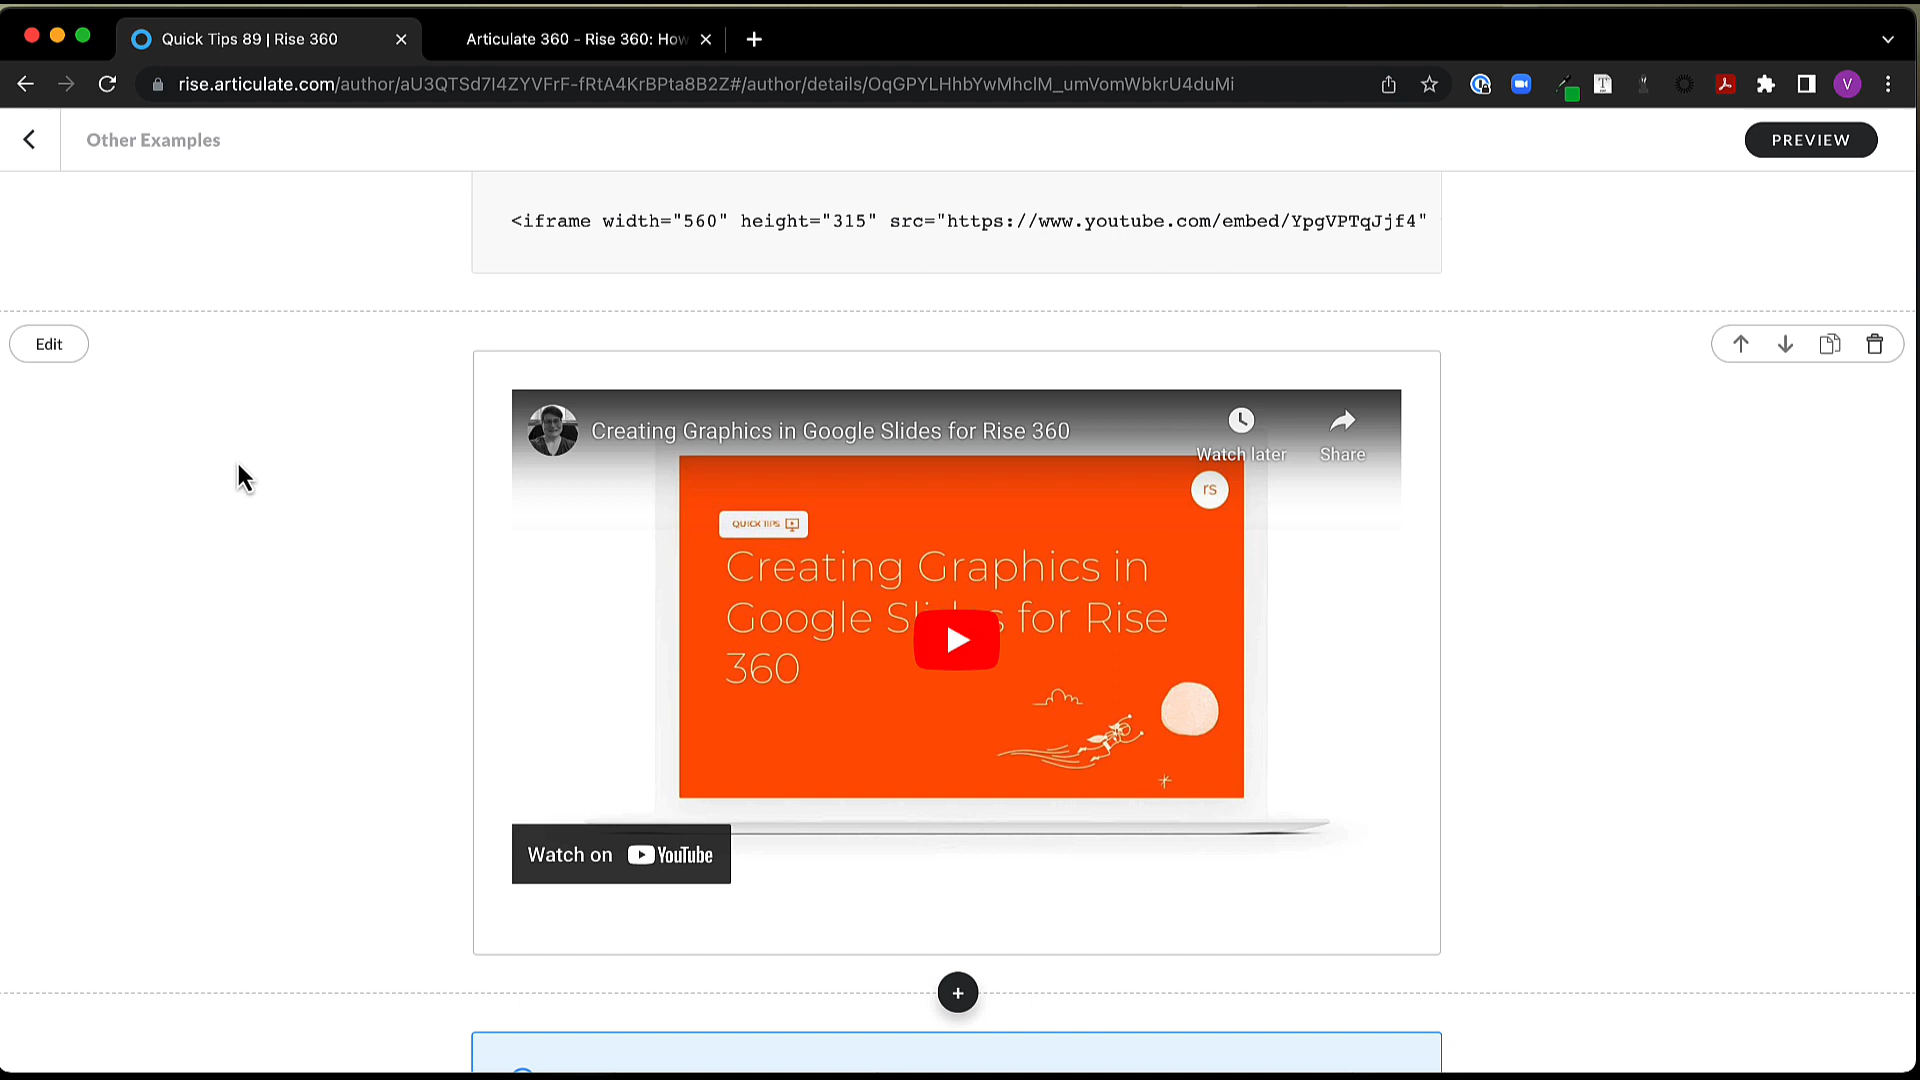 Quick Tips 89 | Rise 360
Articulate 360 - Rise 360: How
rise.articulate.com/author/aU3QTSd7I4ZYVFrF-fRtA4KrBPta8B2Z#/author/details/OqGPYLHhbYwMhclM_umVomWbkrU4duMi
V
Other Examples
PREVIEW
<iframe width="560" height="315" src="https://www.youtube.com/embed/YpgVPTqJjf4"
Edit
Creating Graphics in Google Slides for Rise 360
Watch later
Share
rs
QUICK TIPS
Creating Graphics in
Google Slides for Rise
360
Watch on YouTube